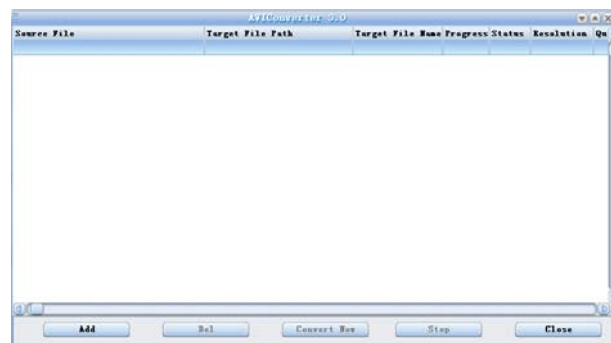 AVIConverter 3.0
Source File Target File Path Target File Name Progress Status Resolution Qu
Add Del Convert Now Stop Close